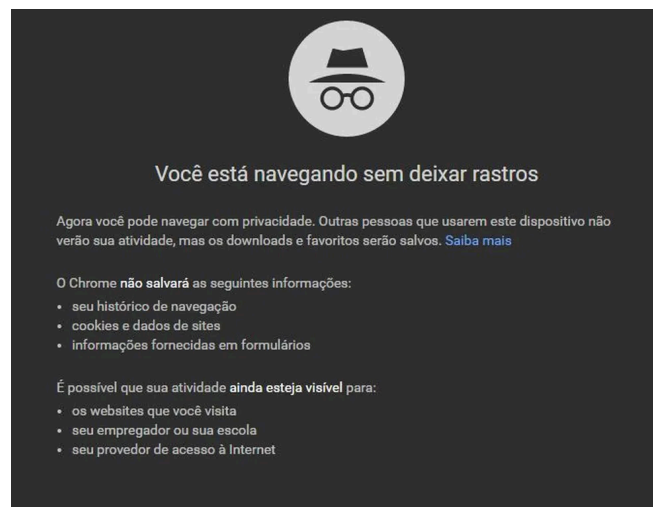 Você está navegando sem deixar rastros
Agora você pode navegar com privacidade. Outras pessoas que usarem este dispositivo não
verão sua atividade, mas os downloads e favoritos serão salvos. Saiba mais
O Chrome não salvará as seguintes informações:
• seu histórico de navegação
• cookies e dados de sites
• informações fornecidas em formulários
É possível que sua atividade ainda esteja visível para:
• os websites que você visita
• seu empregador ou sua escola
• seu provedor de acesso à Internet